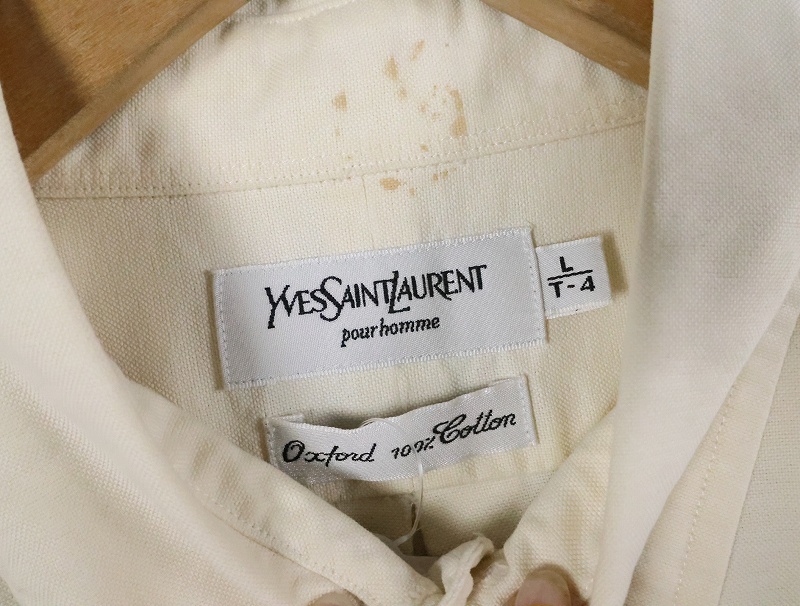 YVESSAINTLAURENT
pour homme
L
T-4
Oxford 100% Cotton